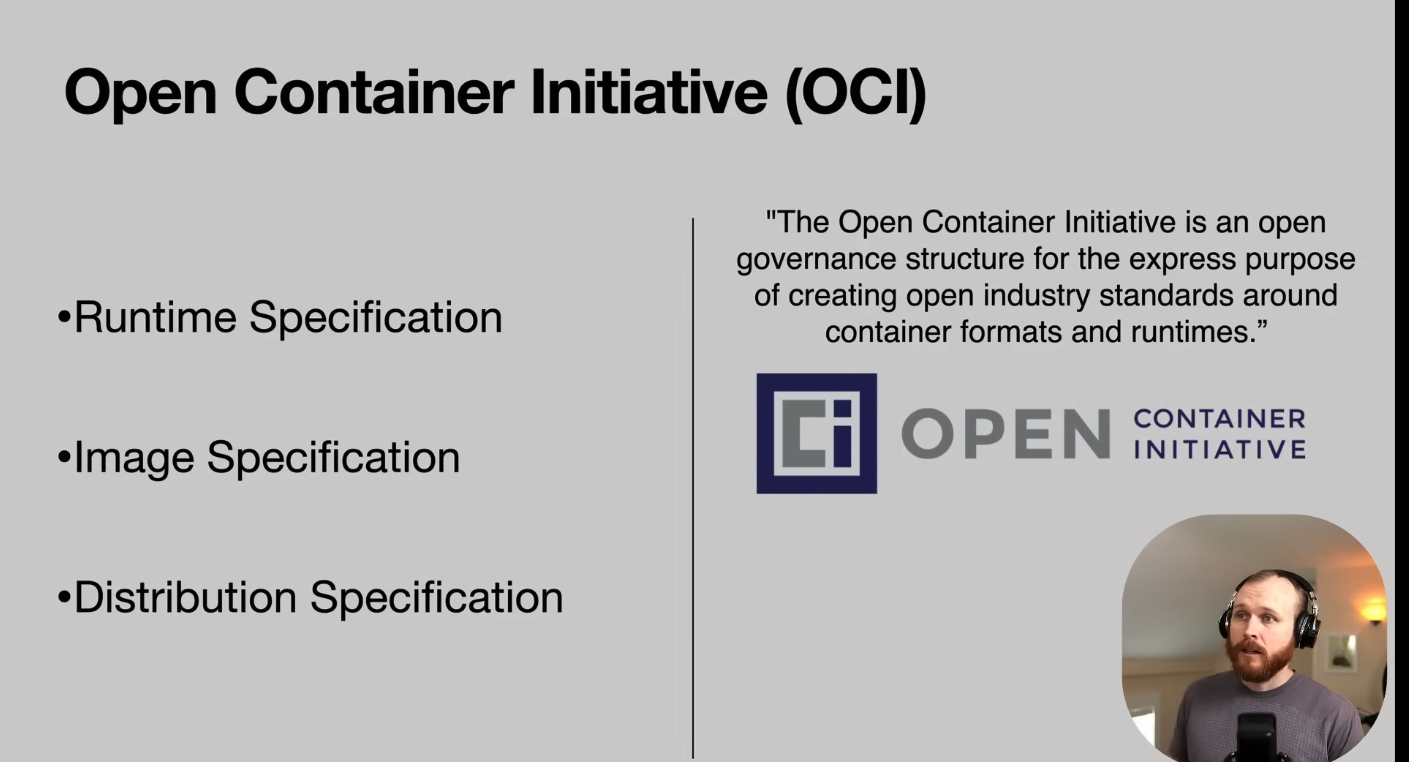 Open Container Initiative (OCI)
•Runtime Specification
•Image Specification
•Distribution Specification
"The Open Container Initiative is an open
governance structure for the express purpose
of creating open industry standards around
container formats and runtimes.”
Ci OPEN CONTAINER
INITIATIVE